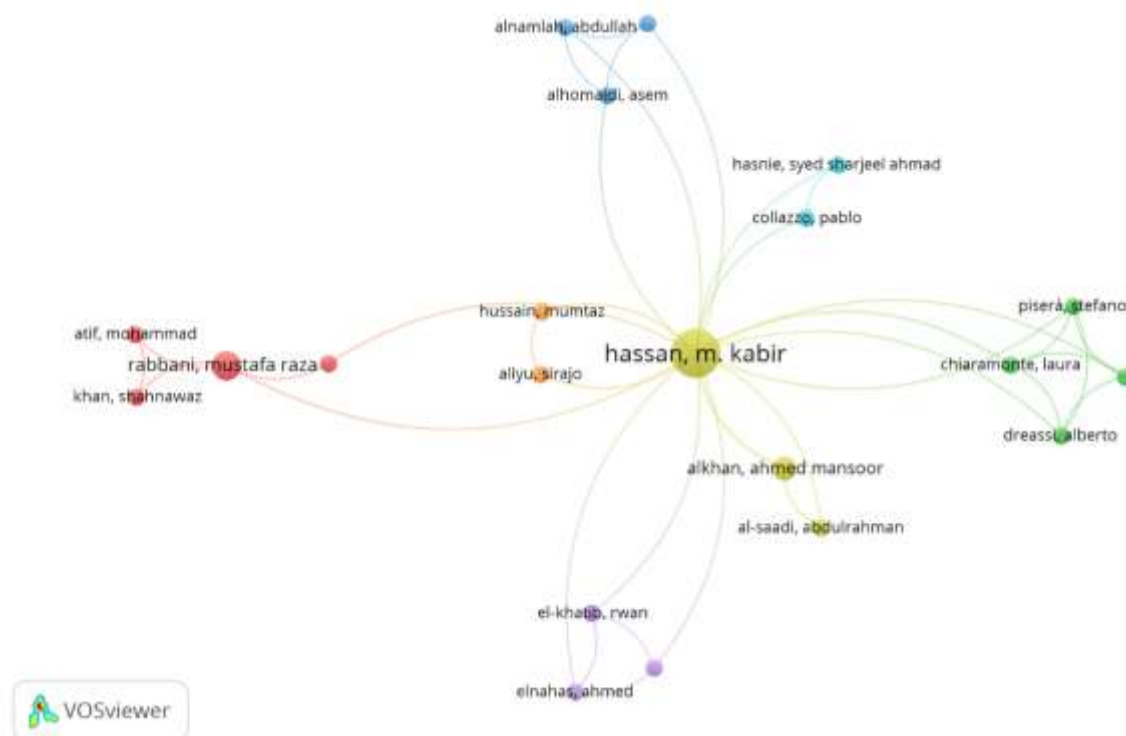 alnamlah, abdullah
alhomaidi, asem
hasnie, syed sharjeel ahmad
collazzo, pablo
hussain, mumtaz
pisera, stefano
atif, mohammad
hassan, m. kabir
rabbani, mustafa raza
chiaramonte, laura
aliyu, sirajo
khan, shahnawaz
dreassi, alberto
alkhan, ahmed mansoor
al-saadi, abdulrahman
el-khatib, rwan
elnahas, ahmed
VOSviewer